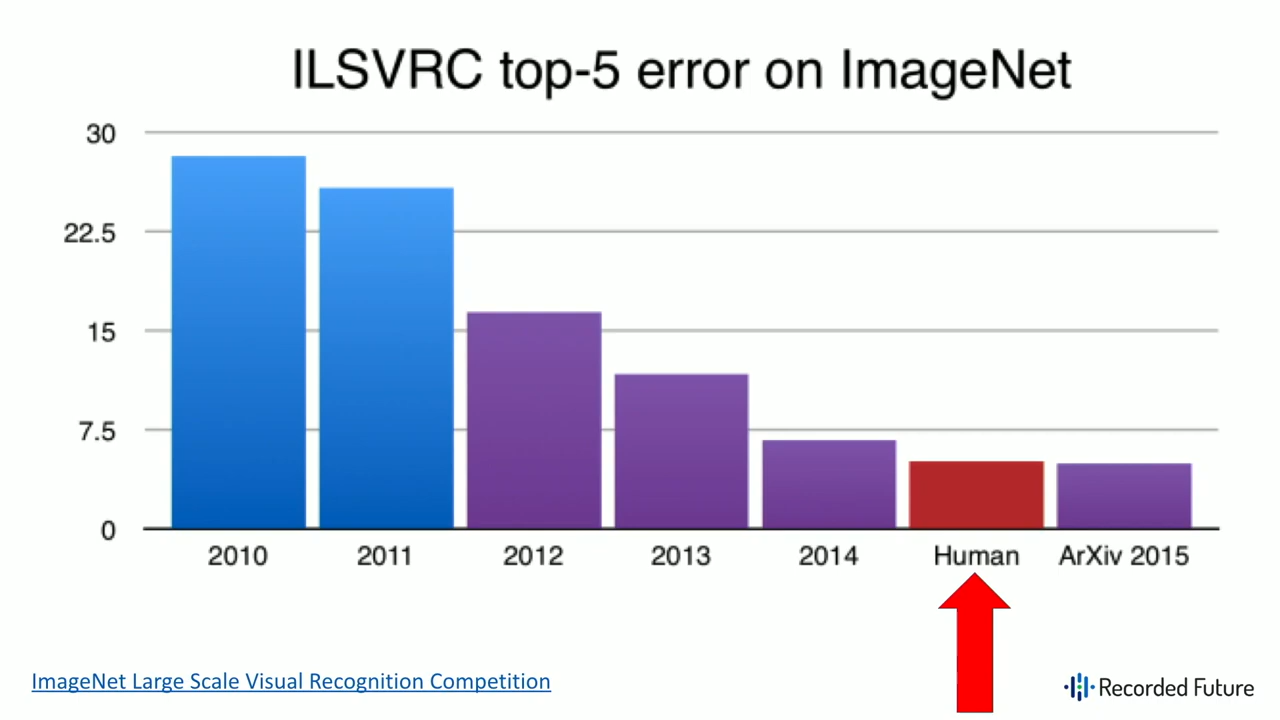 ILSVRC top-5 error on ImageNet
30
22.5
15
7.5
0
2010 2011 2012 2013 2014 Human ArXiv 2015
ImageNet Large Scale Visual Recognition Competition
Recorded Future